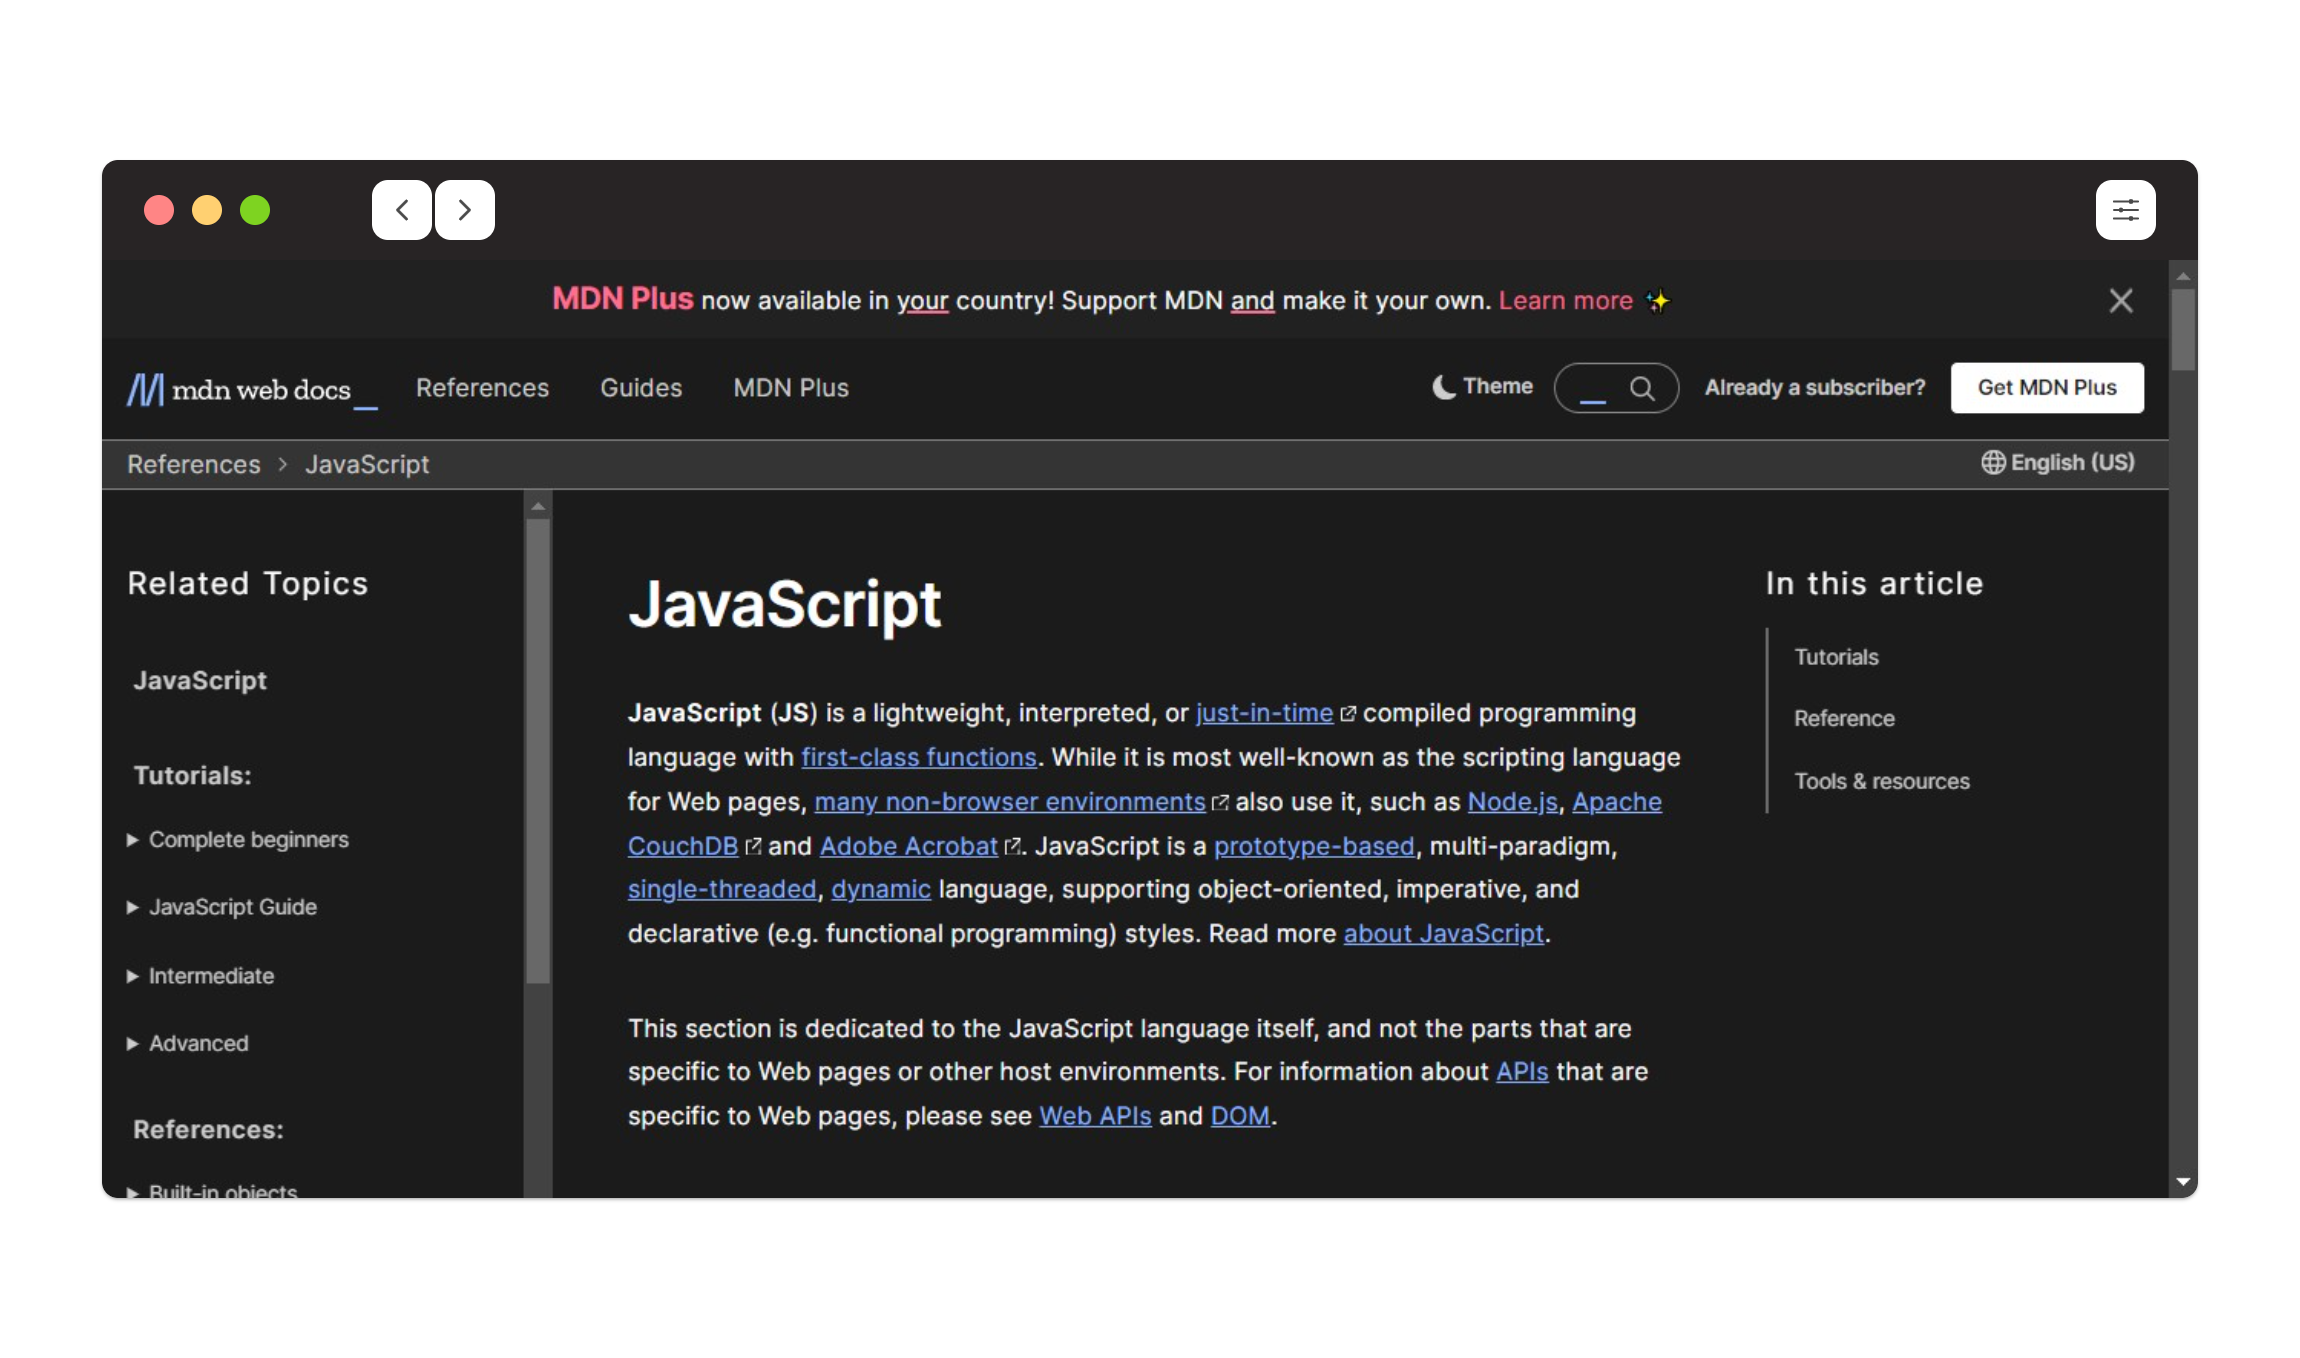 MDN Plus now available in your country! Support MDN and make it your own. Learn more ✨
mdn web docs_
References
Guides
MDN Plus
Theme
Already a subscriber?
Get MDN Plus
References > JavaScript
English (US)
Related Topics
JavaScript
Tutorials:
Complete beginners
JavaScript Guide
Intermediate
Advanced
References:
Built-in objects
JavaScript
JavaScript (JS) is a lightweight, interpreted, or just-in-time compiled programming
language with first-class functions. While it is most well-known as the scripting language
for Web pages, many non-browser environments also use it, such as Node.js, Apache
CouchDB and Adobe Acrobat. JavaScript is a prototype-based, multi-paradigm,
single-threaded, dynamic language, supporting object-oriented, imperative, and
declarative (e.g. functional programming) styles. Read more about JavaScript.
This section is dedicated to the JavaScript language itself, and not the parts that are
specific to Web pages or other host environments. For information about APIs that are
specific to Web pages, please see Web APIs and DOM.
In this article
Tutorials
Reference
Tools & resources